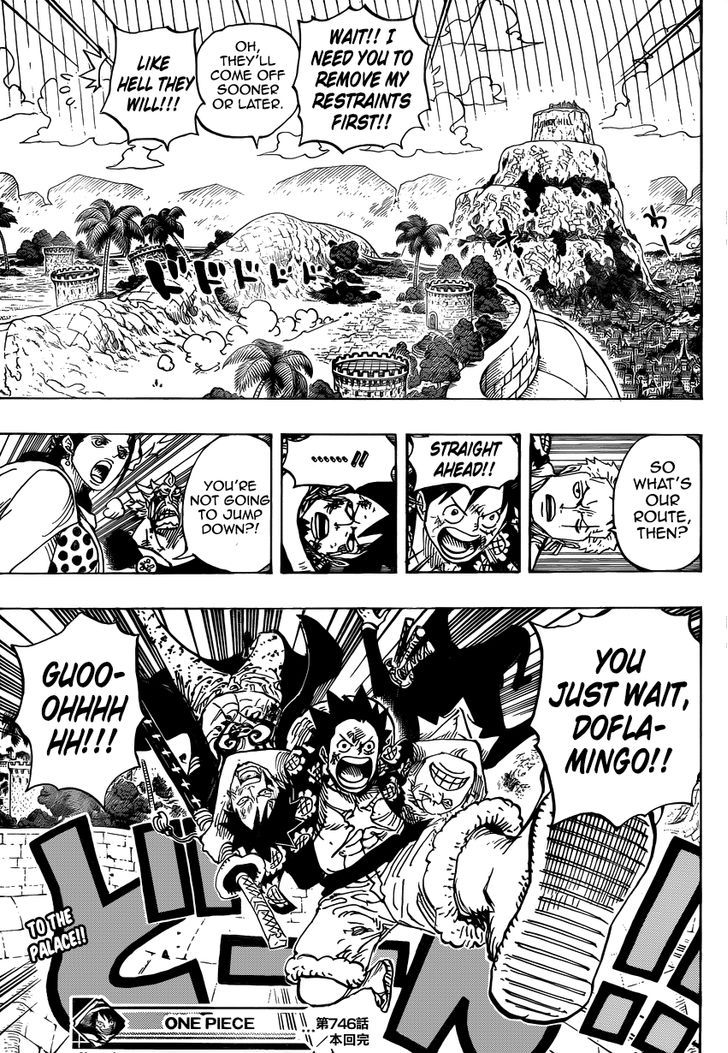 WAIT!! I
NEED YOU TO
REMOVE MY
RESTRAINTS
FIRST!!
OH,
THEY'LL
COME OFF
SOONER
OR LATER.
LIKE
HELL THEY
WILL!!!
ドドドドドド
SO
WHAT'S
OUR
ROUTE,
THEN?
STRAIGHT
AHEAD!!
......!!
YOU'RE
NOT GOING
TO JUMP
DOWN?!
YOU
JUST WAIT,
DOFLA-
MINGO!!
GUOO-
OHHHH
HH!!!
TO THE
PALACE!!
ONE PIECE
第746話
本回完